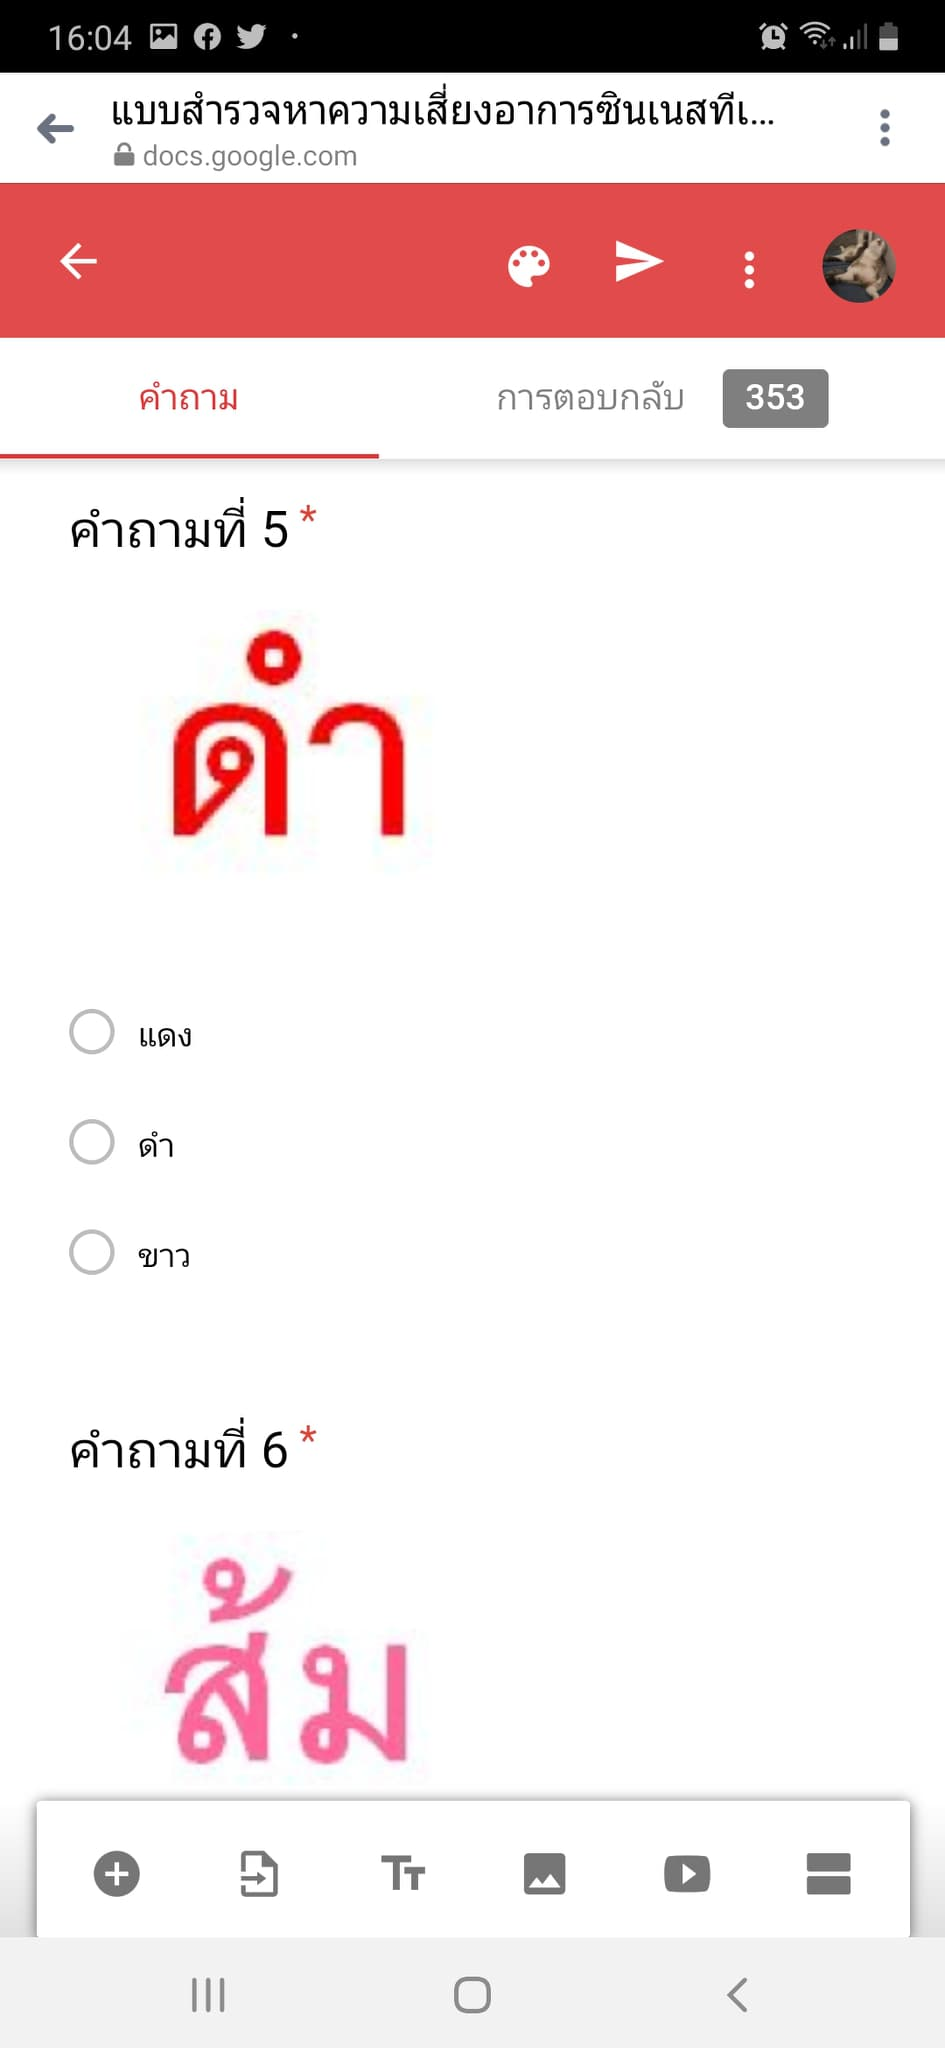 16:04
แบบสำรวจหาความเสี่ยงอาการซินเนสทีเ...
docs.google.com
คำถาม
การตอบกลับ 353
คำถามที่ 5 *
ดำ
แดง
ดำ
ขาว
คำถามที่ 6 *
ส้ม